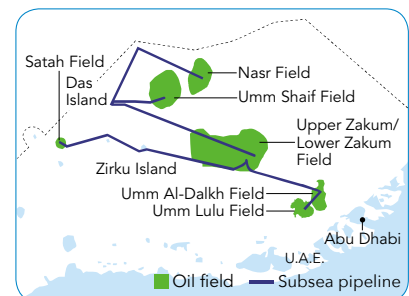 Satah Field
Das
Island
Nasr Field
Umm Shaif Field
Upper Zakum/
Lower Zakum
Field
Zirku Island
Umm Al-Dalkh Field
Umm Lulu Field
Abu Dhabi
U.A.E.
Oil field
Subsea pipeline